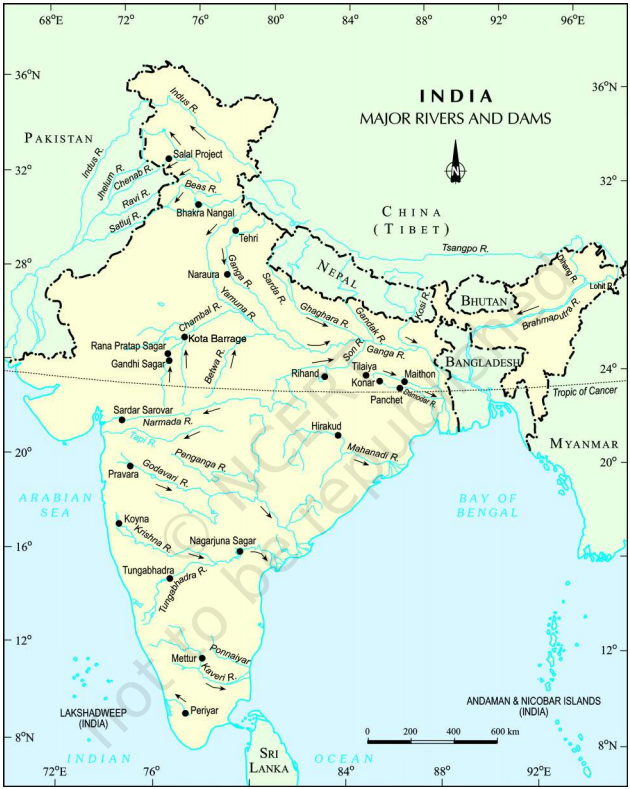 68°E
72°E
76°E
80°E
84°E
88°E
92°E
96°E
36°N
36°N
32°
32°
28°
28°
24°
24°
20°
20°
16°
16°
12°
12°
8°N
8°N
72°E
76°E
84°E
88°E
92°E
INDIA
MAJOR RIVERS AND DAMS
N
PAKISTAN
Indus R.
Indus R.
Jhelum R.
Chenab R.
Ravi R.
Satluj R.
Beas R.
Salal Project
Bhakra Nangal
Tehri
CHINA
(TIBET)
Tsangpo R.
Dihang R.
Lohit R.
Brahmaputra R.
NEPAL
BHUTAN
BANGLADESH
MYANMAR
Naraura
Ganga R.
Sarda R.
Yamuna R.
Ghaghara R.
Gandak R.
Kosi R.
Ganga R.
Son R.
Chambal R.
Kota Barrage
Rana Pratap Sagar
Gandhi Sagar
Betwa R.
Rihand
Tilaiya
Konar
Maithon
Panchet
Damodar R.
Tropic of Cancer
Sardar Sarovar
Narmada R.
Tapi R.
Hirakud
Mahanadi R.
Penganga R.
Godavari R.
Pravara
ARABIAN
SEA
BAY OF
BENGAL
Koyna
Krishna R.
Nagarjuna Sagar
Tungabhadra
Tungabhadra R.
Ponnaiyar
Mettur
Kaveri R.
Periyar
LAKSHADWEEP
(INDIA)
ANDAMAN & NICOBAR ISLANDS
(INDIA)
0 200 400 600 km
SRI
LANKA
INDIAN OCEAN
© NCERT
not to be republished